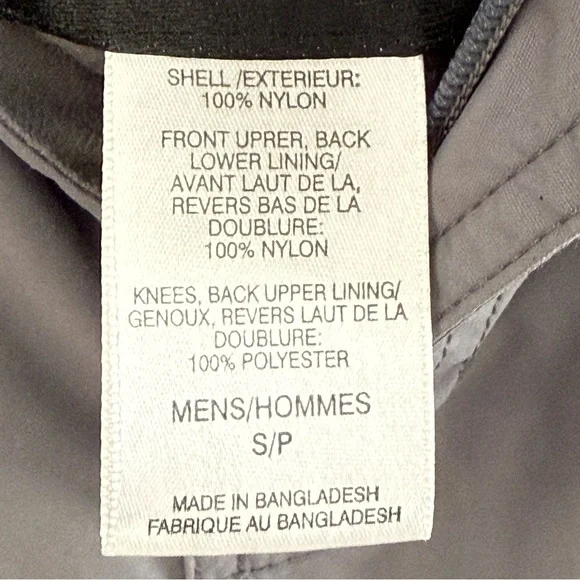 SHELL/EXTERIEUR:
100% NYLON
FRONT UPRER, BACK
LOWER LINING/
AVANT LAUT DE LA,
REVERS BAS DE LA
DOUBLURE:
100% NYLON
KNEES, BACK UPPER LINING/
GENOUX, REVERS LAUT DE LA
DOUBLURE:
100% POLYESTER
MENS/HOMMES
S/P
MADE IN BANGLADESH
FABRIQUE AU BANGLADESH